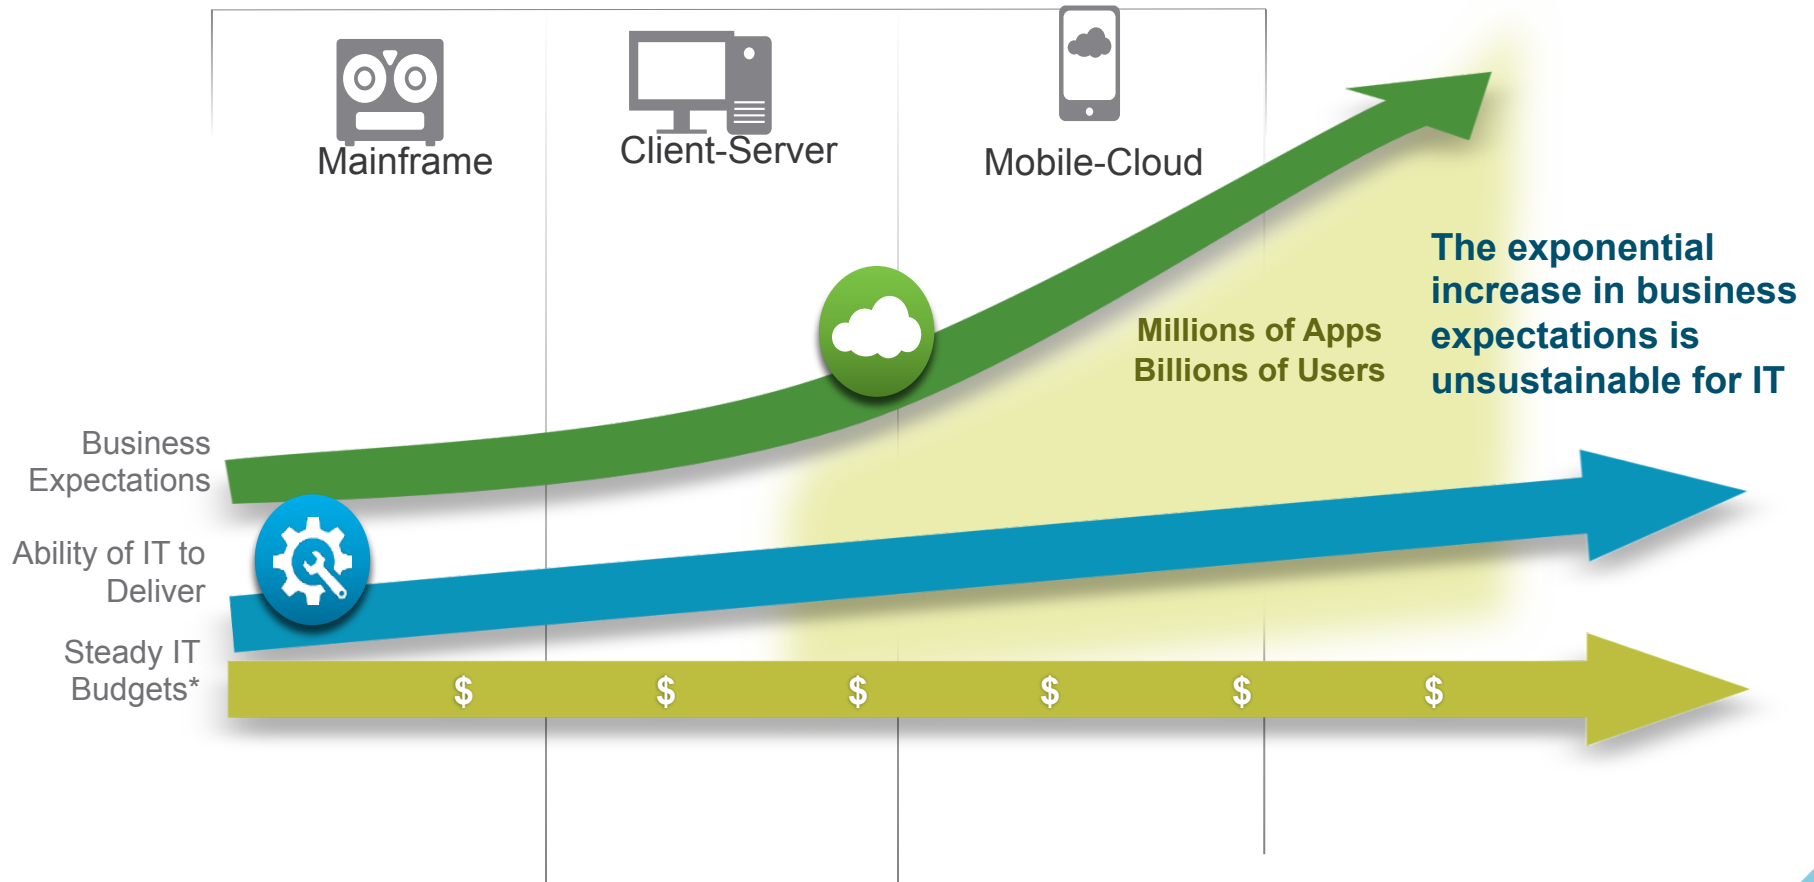 Mainframe
Client-Server
Mobile-Cloud
The exponential
increase in business
expectations is
unsustainable for IT
Millions of Apps
Billions of Users
Business
Expectations
Ability of IT to
Deliver
Steady IT
Budgets*
$ $ $ $ $ $